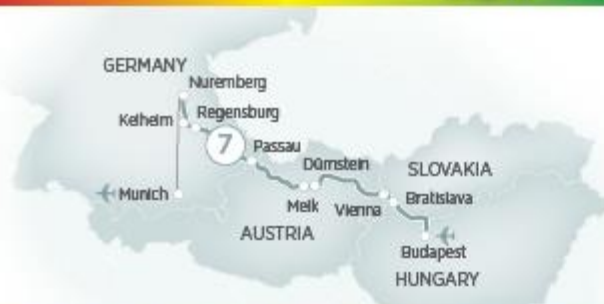 GERMANY
Nuremberg
Kelheim
Regensburg
7
Passau
Dürnstein
SLOVAKIA
Munich
Melk
Vienna
Bratislava
AUSTRIA
Budapest
HUNGARY